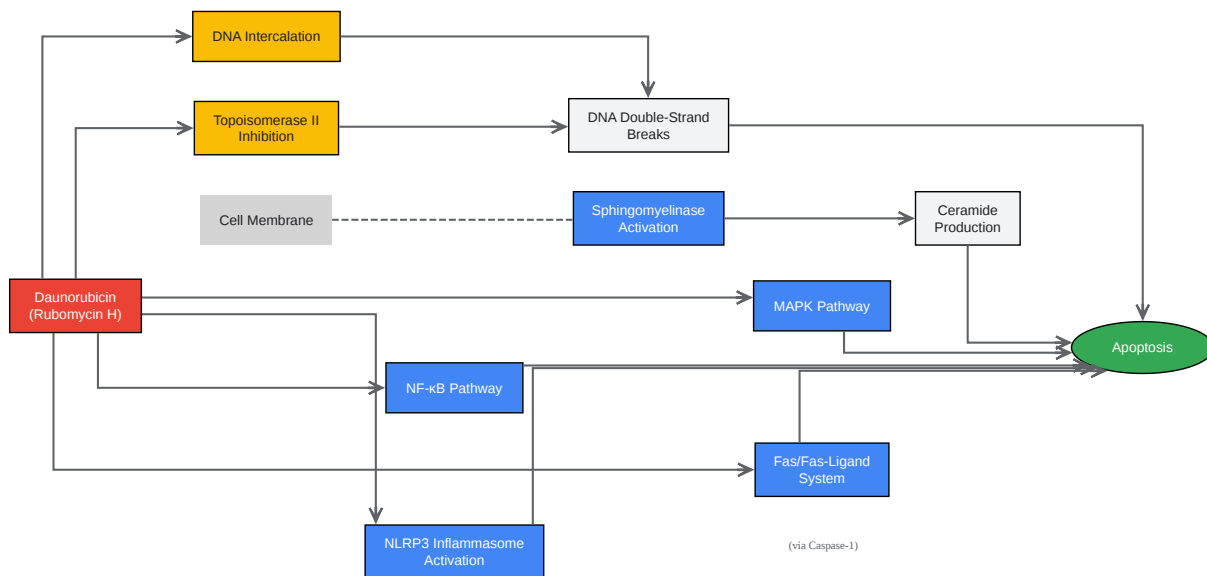 DNA Intercalation
Topoisomerase II
Inhibition
DNA Double-Strand
Breaks
Cell Membrane
Sphingomyelinase
Activation
Ceramide
Production
Daunorubicin
(Rubomycin H)
MAPK Pathway
Apoptosis
NF-κB Pathway
Fas/Fas-Ligand
System
NLRP3 Inflammasome
Activation
(via Caspase-1)